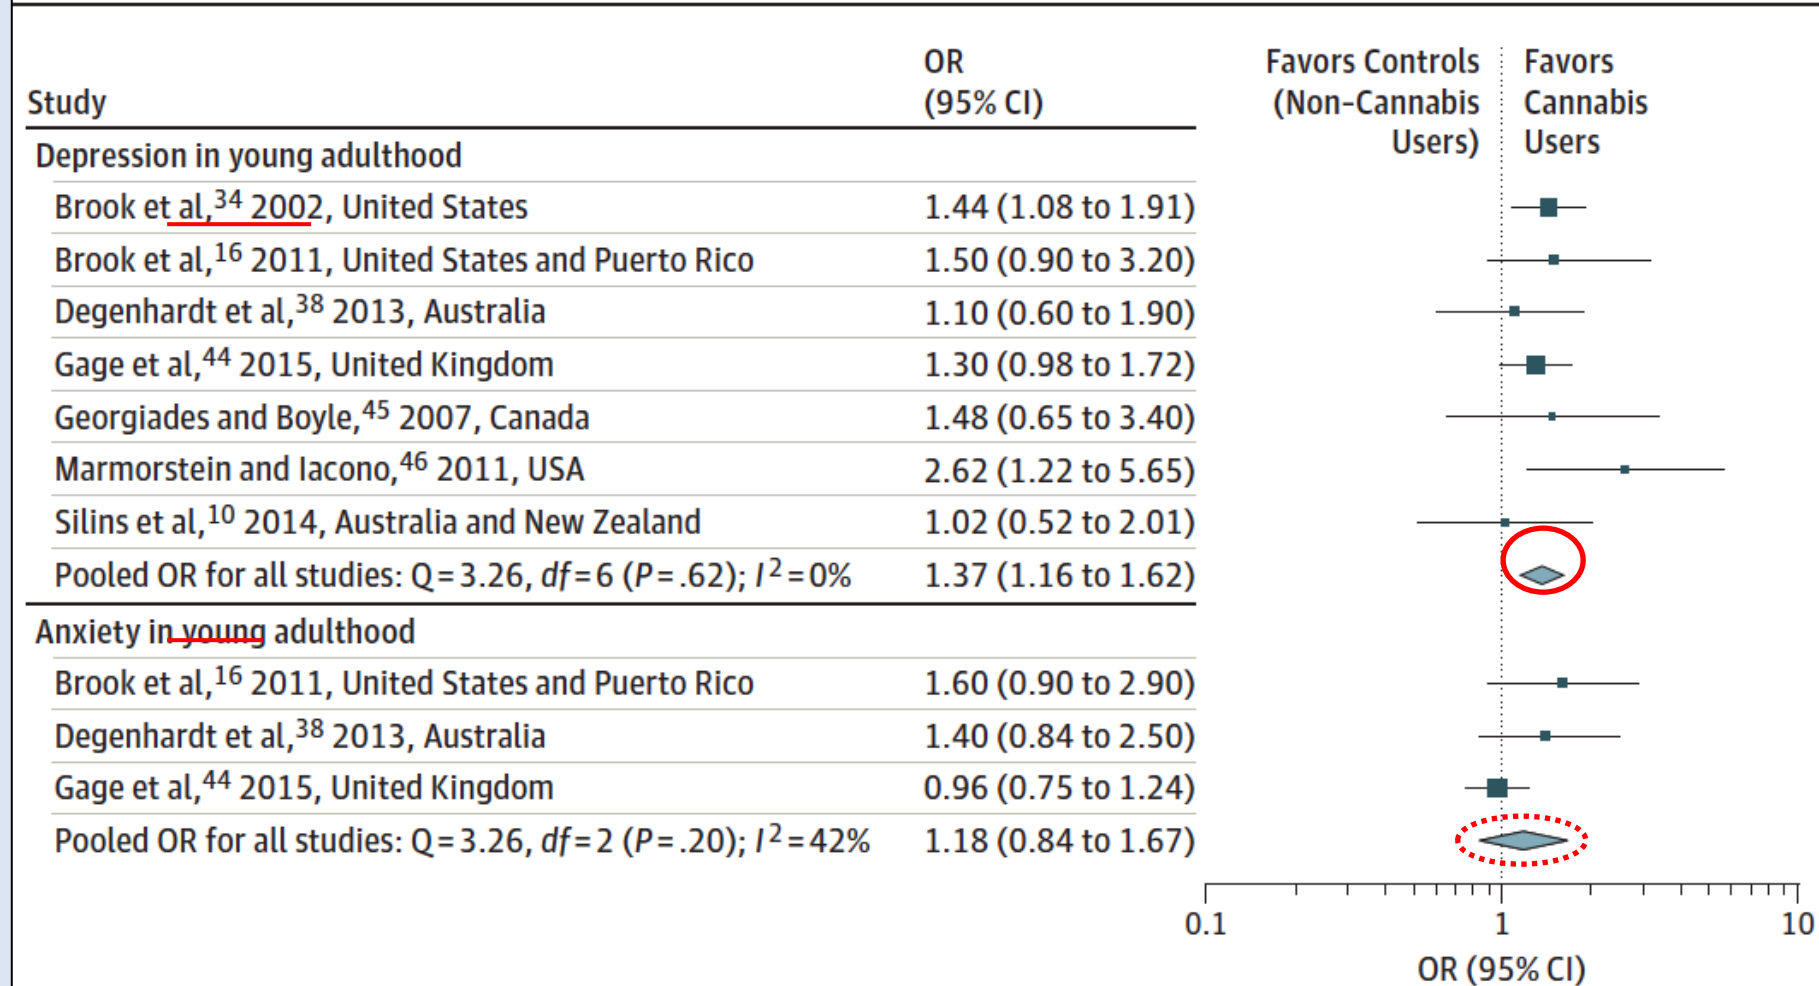 Study
OR
(95% CI)
Favors Controls
(Non-Cannabis
Users)
Favors
Cannabis
Users
Depression in young adulthood
Brook et al,34 2002, United States 1.44 (1.08 to 1.91)
Brook et al,16 2011, United States and Puerto Rico 1.50 (0.90 to 3.20)
Degenhardt et al,38 2013, Australia 1.10 (0.60 to 1.90)
Gage et al,44 2015, United Kingdom 1.30 (0.98 to 1.72)
Georgiades and Boyle,45 2007, Canada 1.48 (0.65 to 3.40)
Marmorstein and Iacono,46 2011, USA 2.62 (1.22 to 5.65)
Silins et al,10 2014, Australia and New Zealand 1.02 (0.52 to 2.01)
Pooled OR for all studies: Q=3.26, df=6 (P=.62); I2=0% 1.37 (1.16 to 1.62)
Anxiety in young adulthood
Brook et al,16 2011, United States and Puerto Rico 1.60 (0.90 to 2.90)
Degenhardt et al,38 2013, Australia 1.40 (0.84 to 2.50)
Gage et al,44 2015, United Kingdom 0.96 (0.75 to 1.24)
Pooled OR for all studies: Q=3.26, df=2 (P=.20); I2=42% 1.18 (0.84 to 1.67)
0.1 1 10
OR (95% CI)